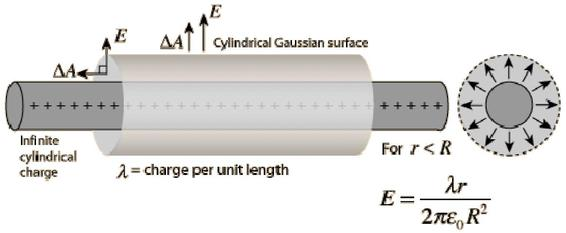 E
ΔA
ΔA
E
Cylindrical Gaussian surface
+ + + + + + + + + + + + + + + + + + + + + + + + + + + + + +
Infinite
cylindrical
charge
λ = charge per unit length
For r < R
E = λr / 2πε₀R²